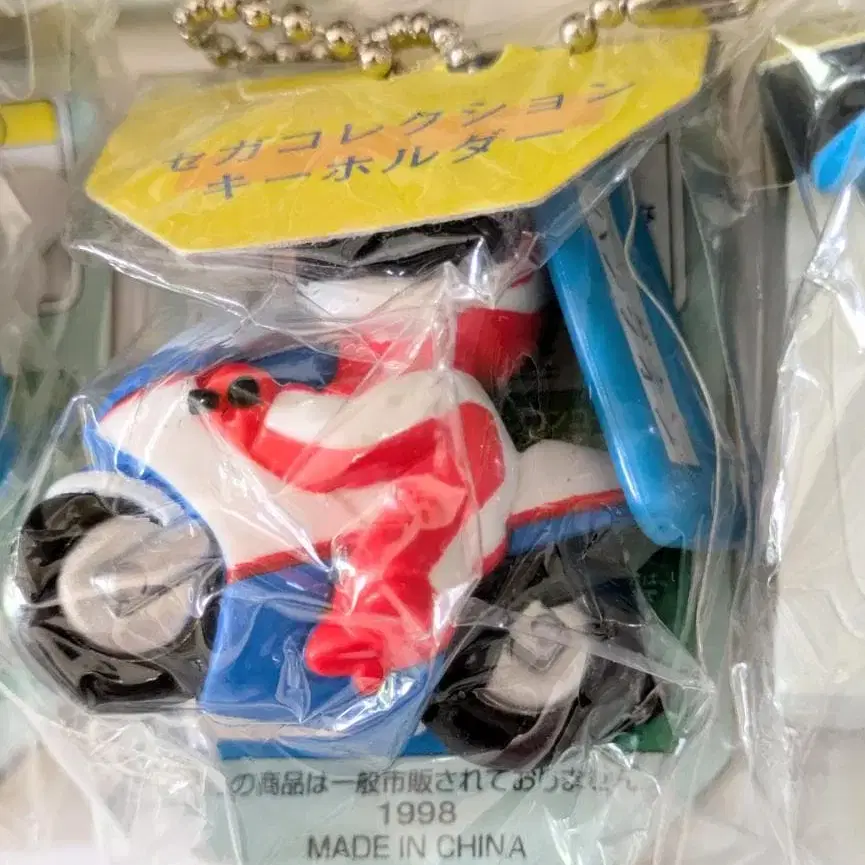 セガコレクション
キーホルダー
の商品は一般市販されておりません
1998
MADE IN CHINA